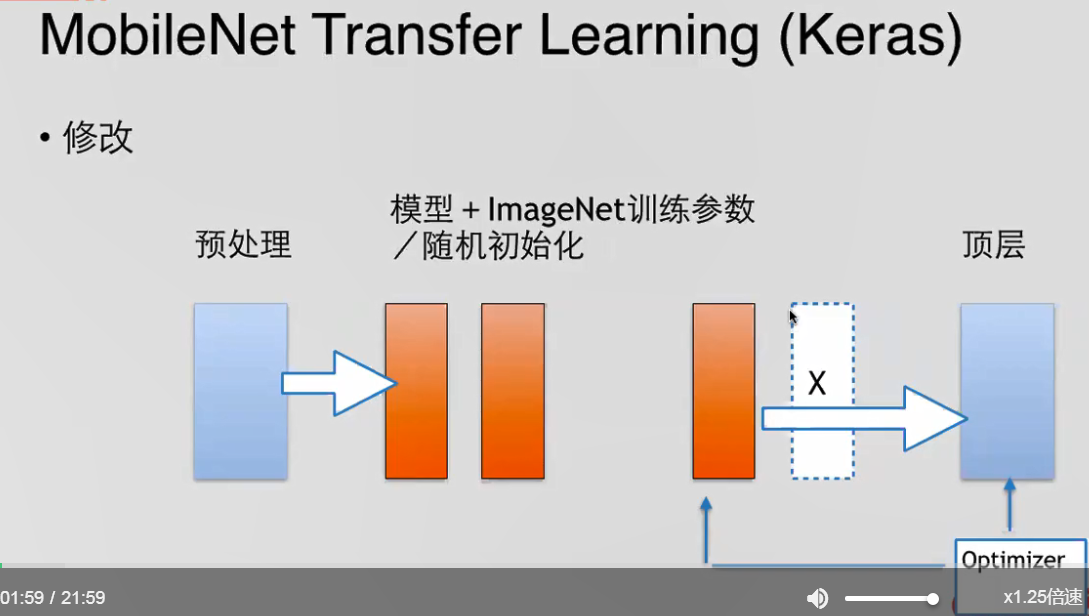 MobileNet Transfer Learning (Keras)
• 修改
模型＋ImageNet训练参数
／随机初始化
预处理
顶层
X
Optimizer
01:59 / 21:59
x1.25倍速